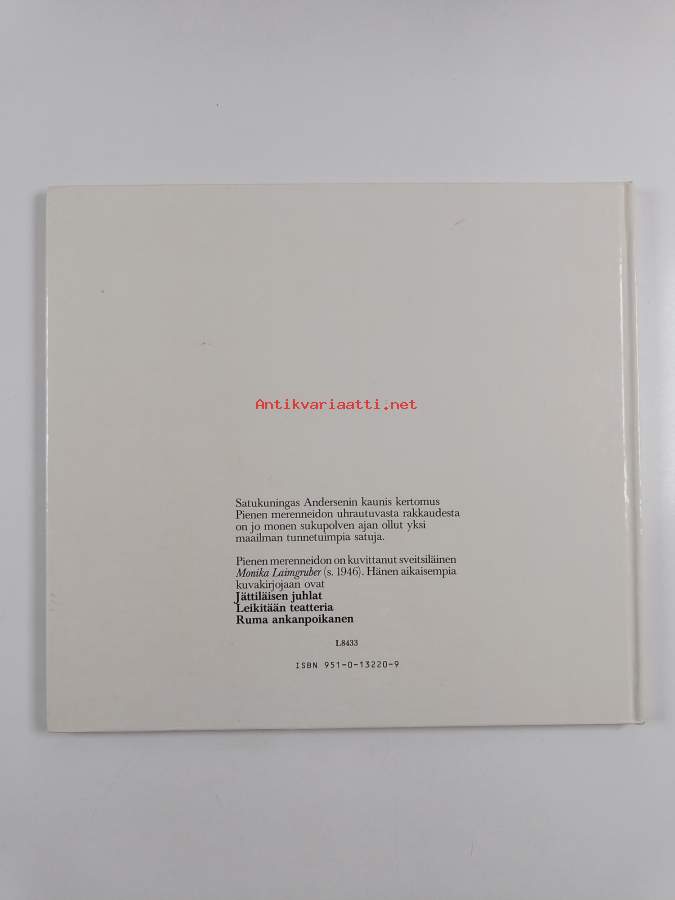 Antikvariaatti.net
Satukuningas Andersenin kaunis kertomus
Pienen merenneidon uhrautuvasta rakkaudesta
on jo monen sukupolven ajan ollut yksi
maailman tunnetuimpia satuja.
Pienen merenneidon on kuvittanut sveitsiläinen
Monika Laimgruber (s. 1946). Hänen aikaisempia
kuvakirjojaan ovat
Jättiläisen juhlat
Leikitään teatteria
Ruma ankanpoikanen
L8433
ISBN 951-0-13220-9